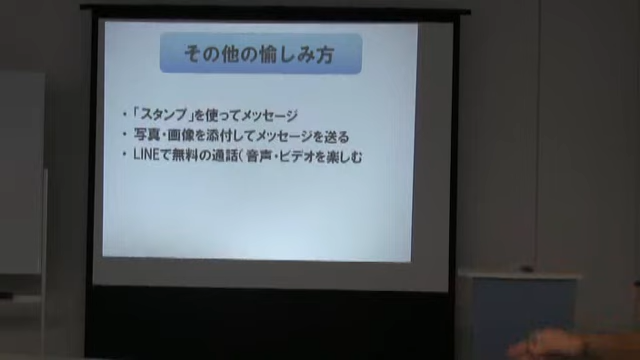 その他の愉しみ方
・「スタンプ」を使ってメッセージ
・写真・画像を添付してメッセージを送る
・LINEで無料の通話(音声・ビデオを楽しむ